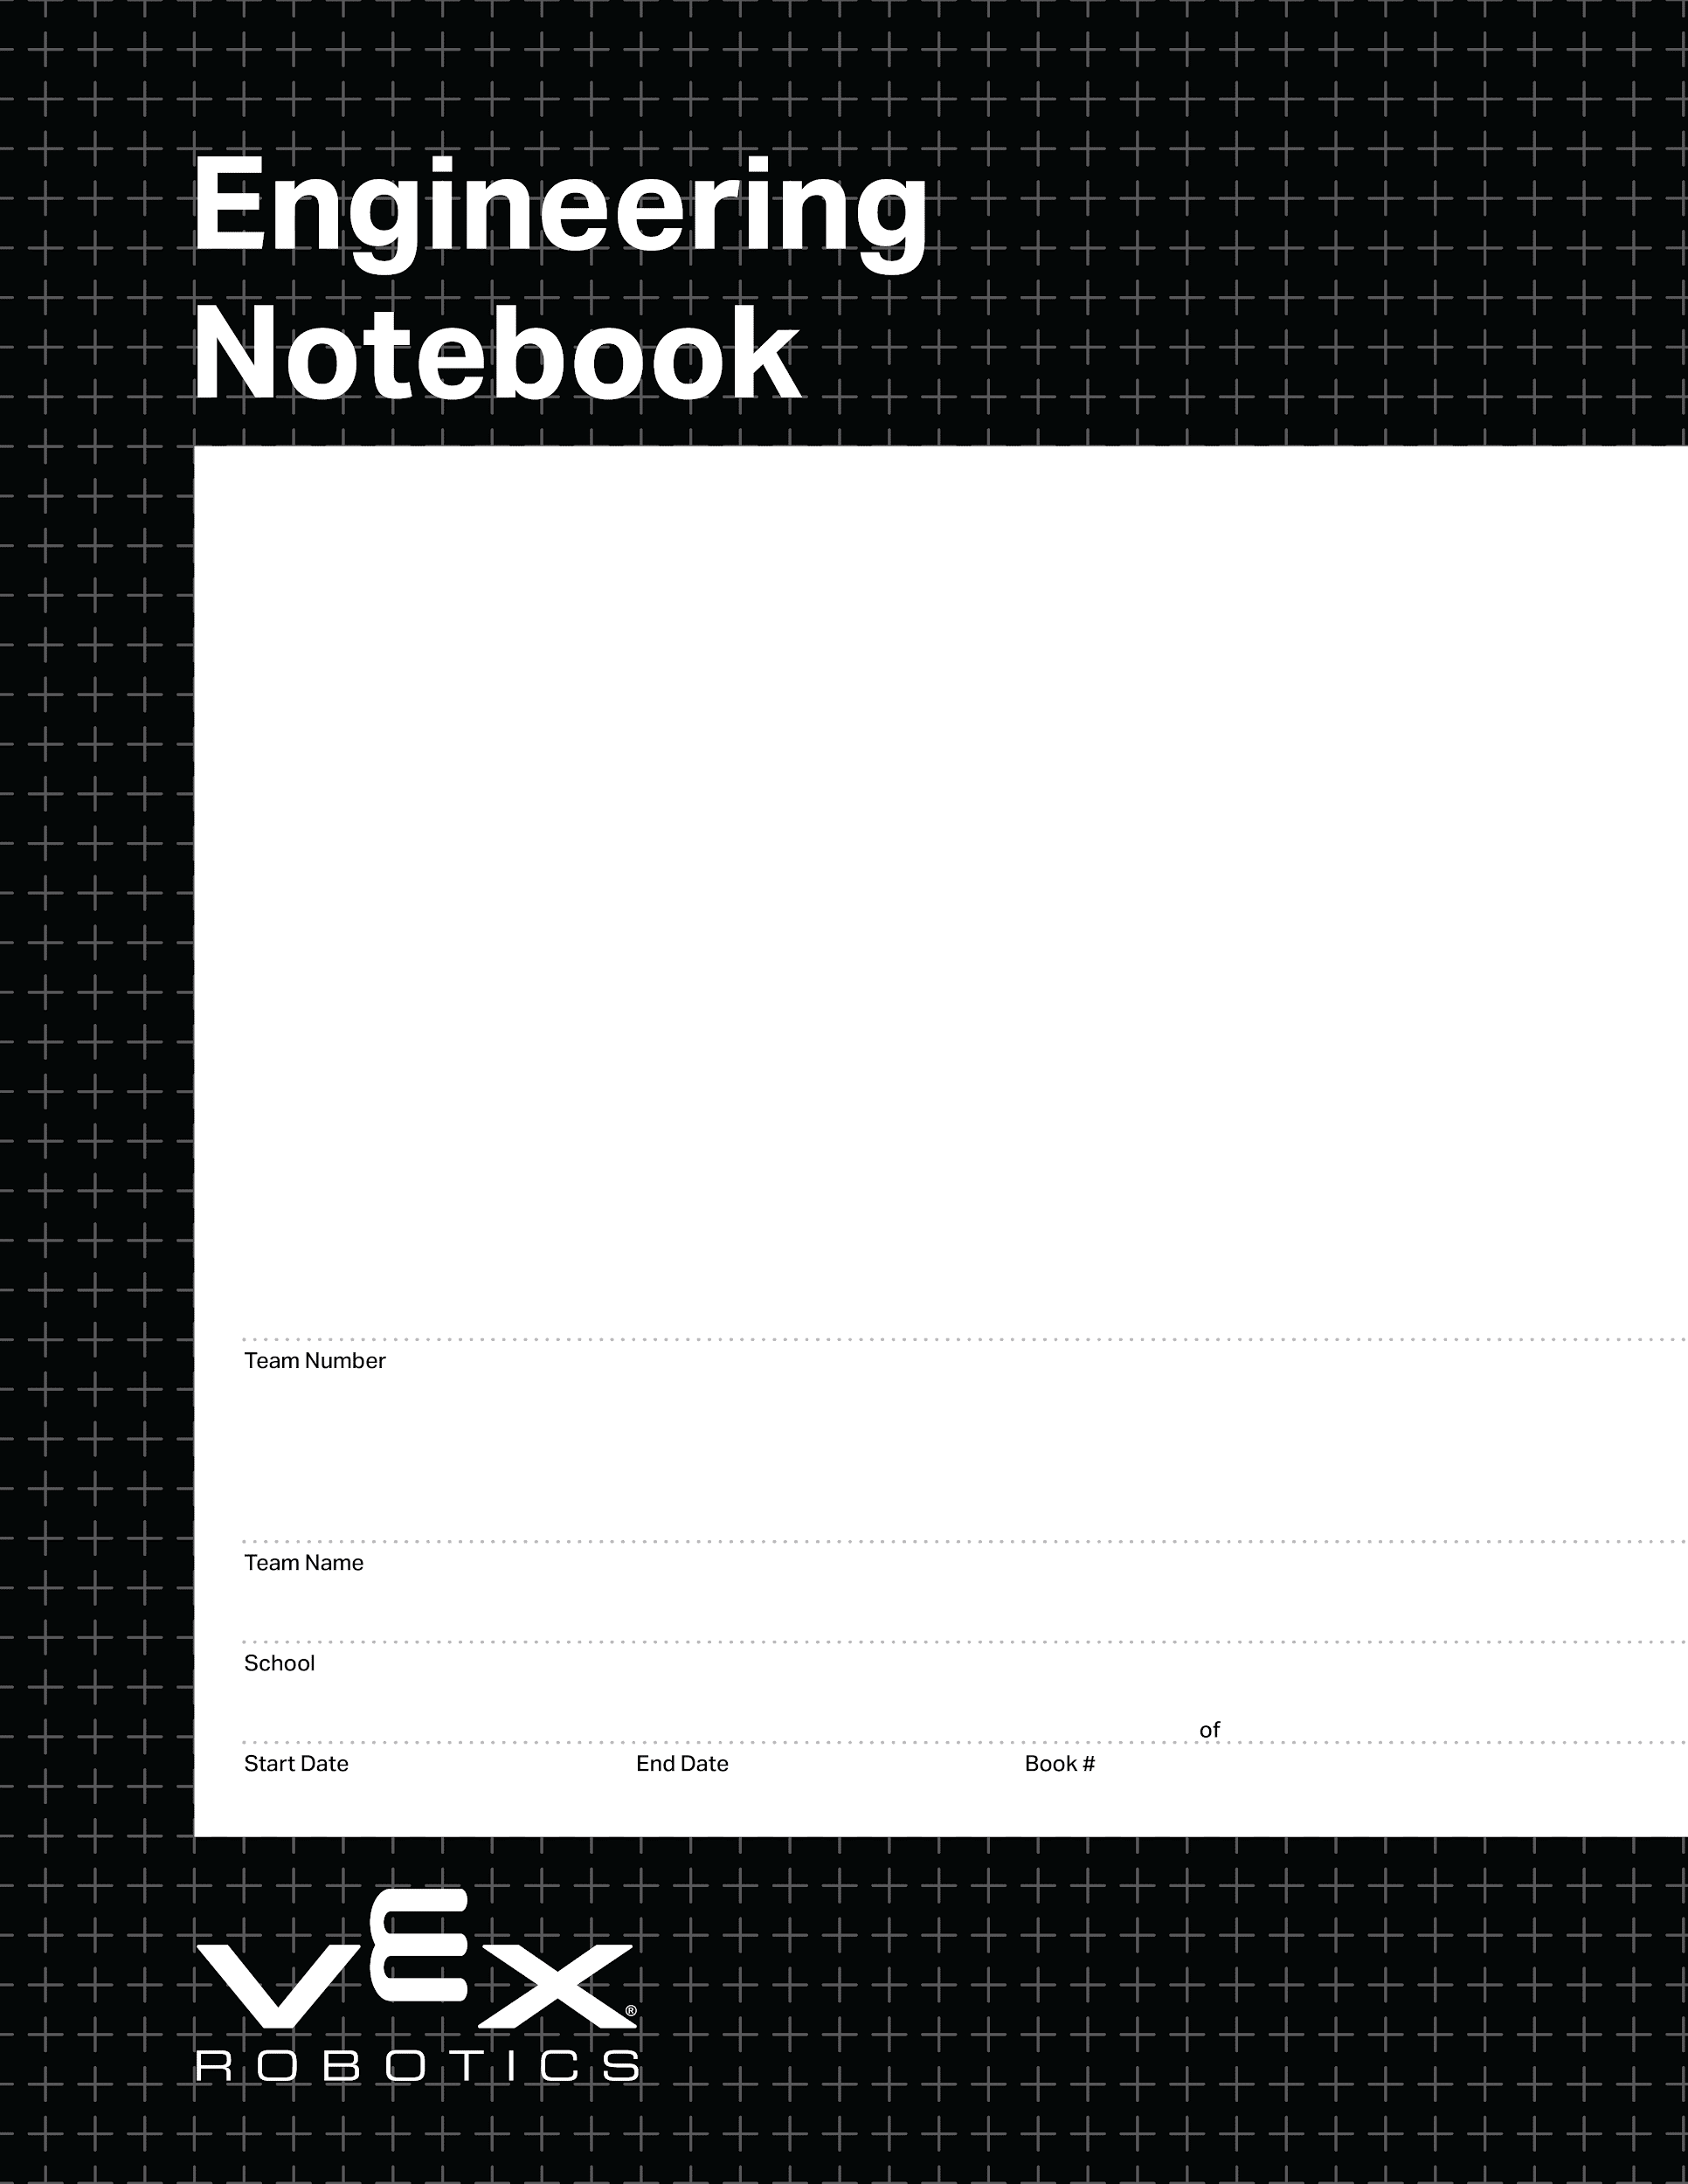 Engineering
Notebook
Team Number
Team Name
School
of
Start Date End Date Book #
VEX®
ROBOTICS